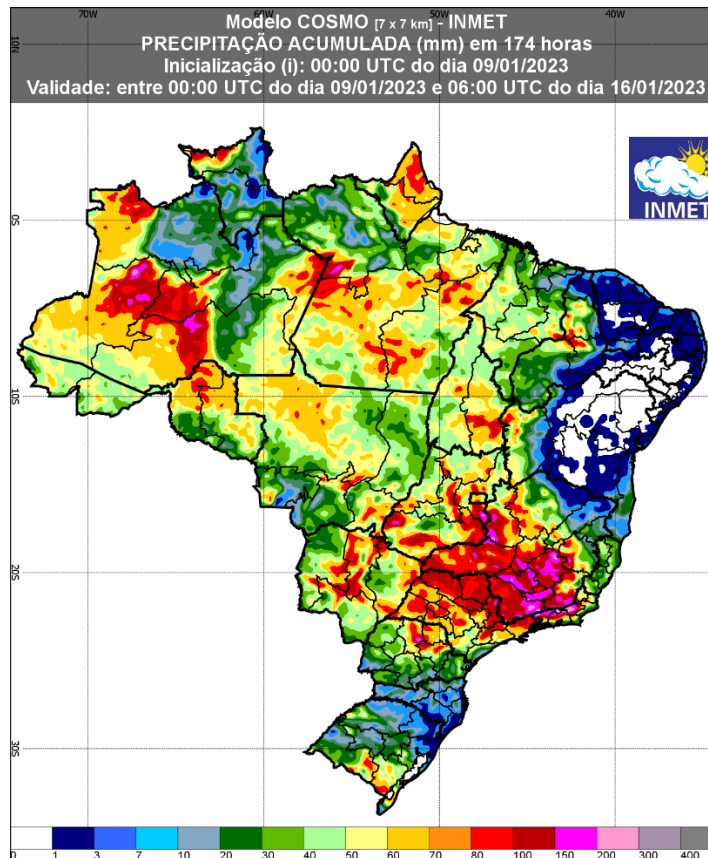 Modelo COSMO [7 x 7 km] - INMET
PRECIPITAÇÃO ACUMULADA (mm) em 174 horas
Inicialização (i): 00:00 UTC do dia 09/01/2023
Validade: entre 00:00 UTC do dia 09/01/2023 e 06:00 UTC do dia 16/01/2023
70W 60W 50W 40W
10N
INMET
0S
10S
20S
30S
0 1 3 7 10 20 30 40 50 60 70 80 100 150 200 300 400